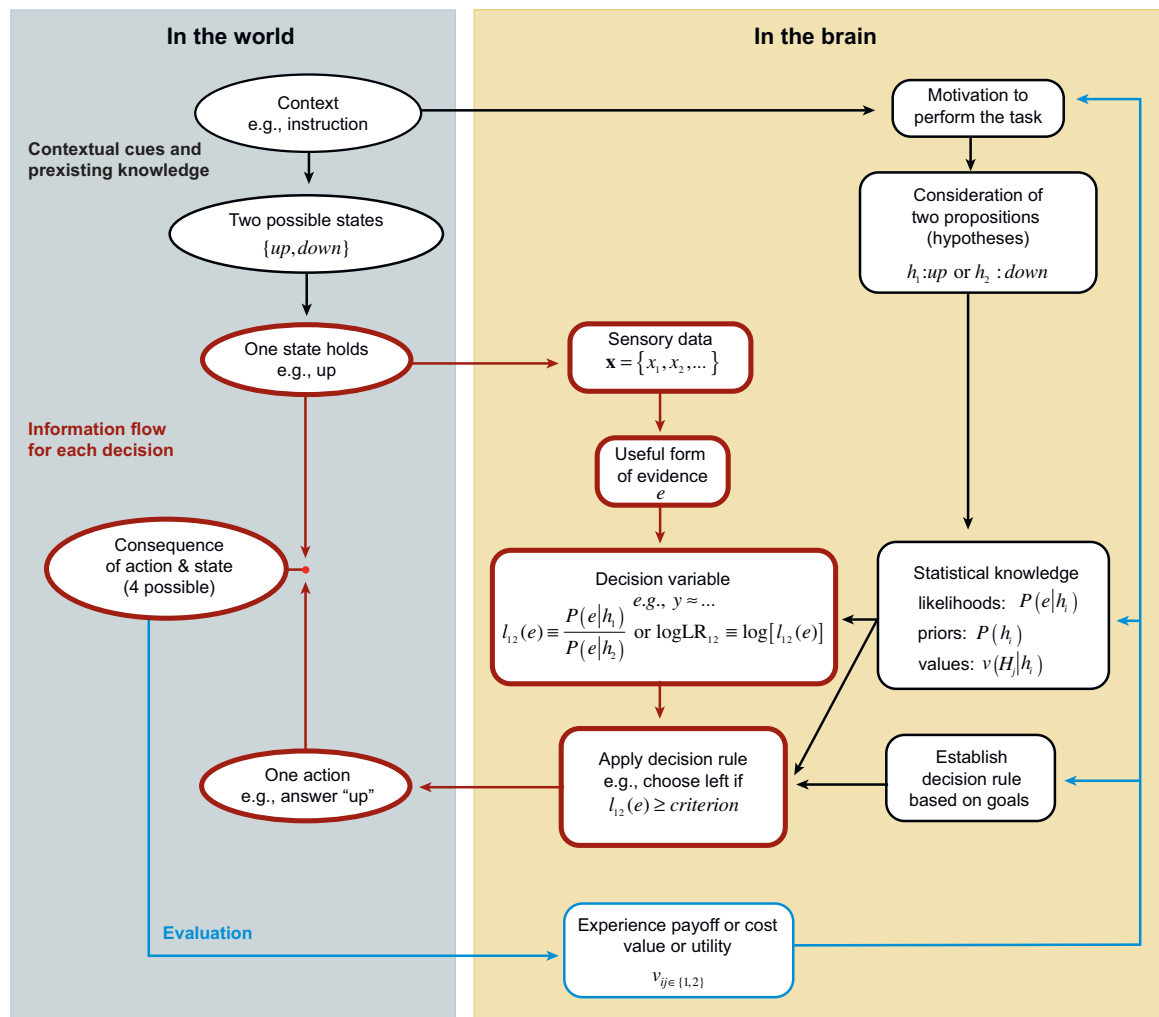 In the world
In the brain
Context
e.g., instruction
Motivation to
perform the task
Contextual cues and
prexisting knowledge
Two possible states
{up,down}
Consideration of
two propositions
(hypotheses)
h₁:up or h₂ : down
One state holds
e.g., up
Sensory data
x = {x₁, x₂,...}
Information flow
for each decision
Useful form
of evidence
e
Consequence
of action & state
(4 possible)
Decision variable
e.g., y ≈ ...
l₁₂(e) ≡ P(e|h₁) / P(e|h₂) or logLR₁₂ ≡ log[l₁₂(e)]
Statistical knowledge
likelihoods: P(e|hᵢ)
priors: P(hᵢ)
values: v(Hⱼ|hᵢ)
One action
e.g., answer “up”
Apply decision rule
e.g., choose left if
l₁₂(e) ≥ criterion
Establish
decision rule
based on goals
Evaluation
Experience payoff or cost
value or utility
v_{ij∈{1,2}}